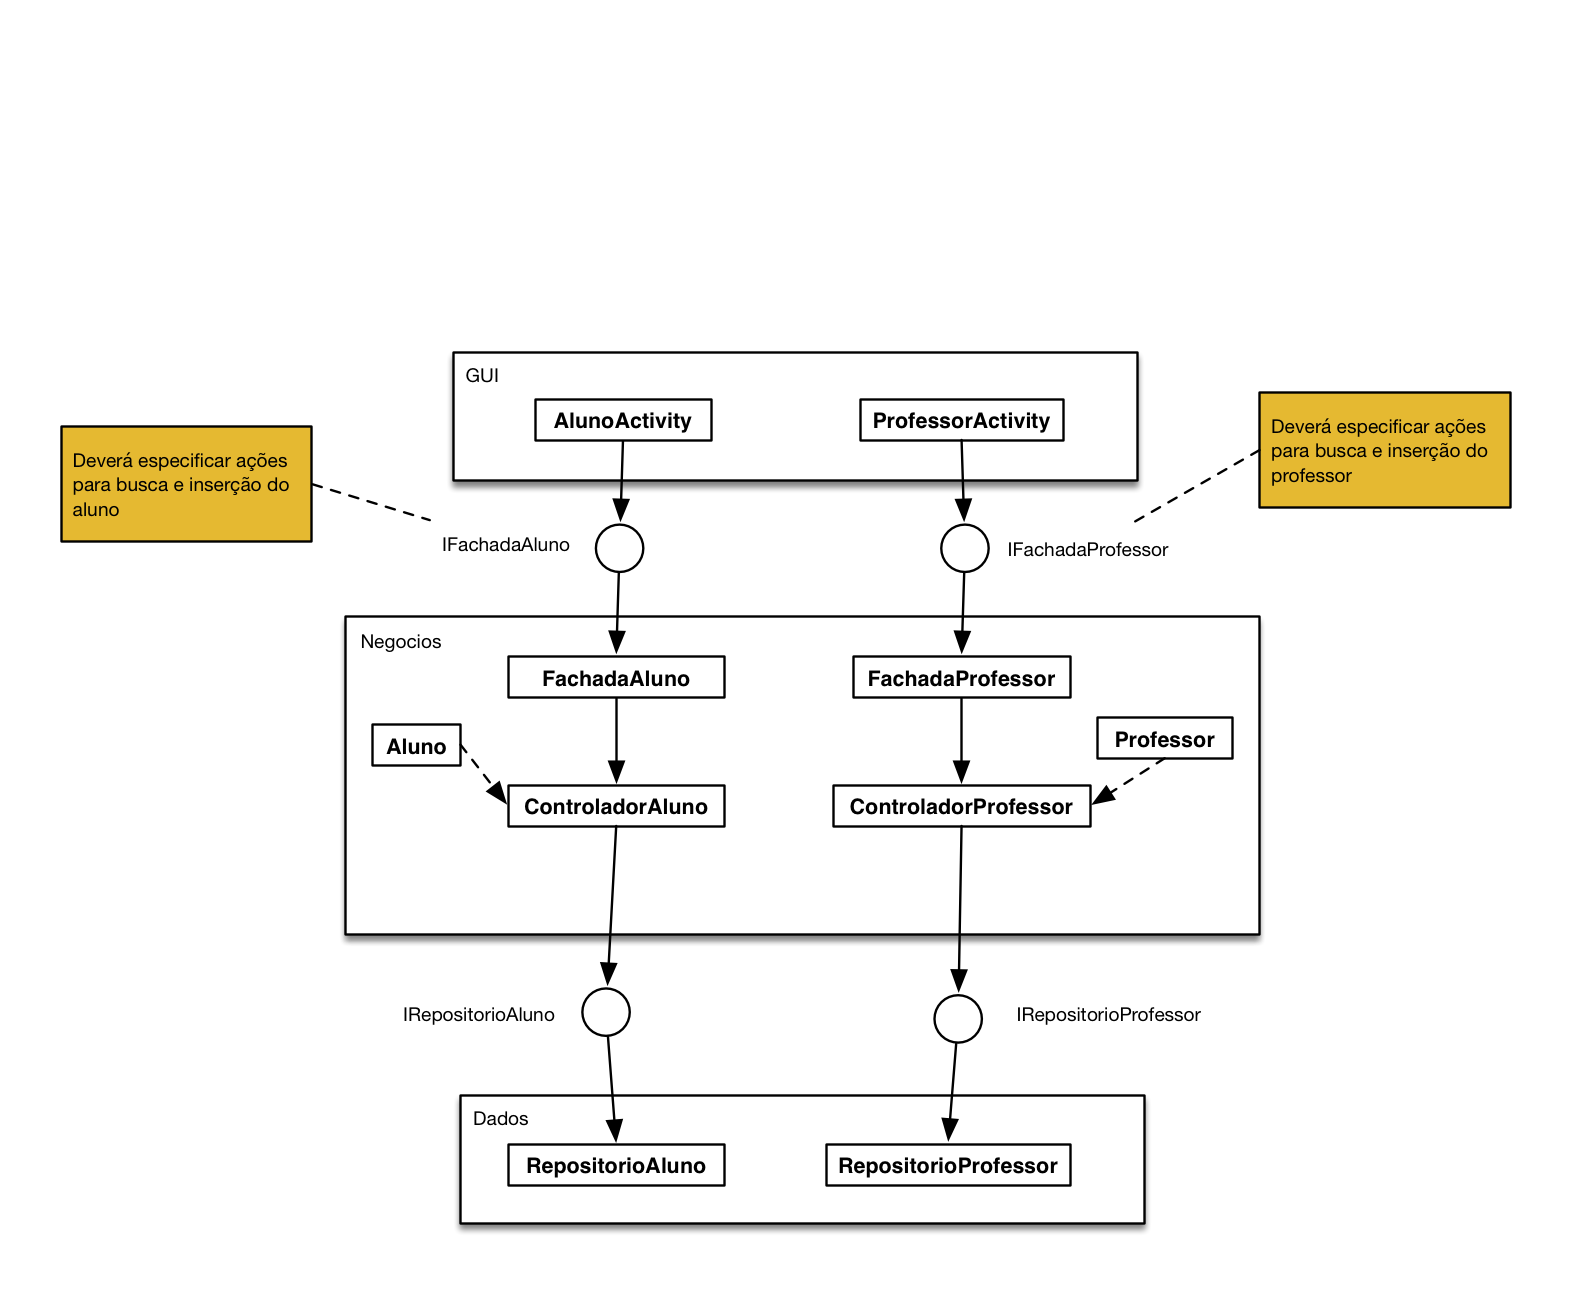 GUI
AlunoActivity
ProfessorActivity
Deverá especificar ações
para busca e inserção do
aluno
Deverá especificar ações
para busca e inserção do
professor
IFachadaAluno
IFachadaProfessor
Negocios
FachadaAluno
FachadaProfessor
Aluno
Professor
ControladorAluno
ControladorProfessor
IRepositorioAluno
IRepositorioProfessor
Dados
RepositorioAluno
RepositorioProfessor